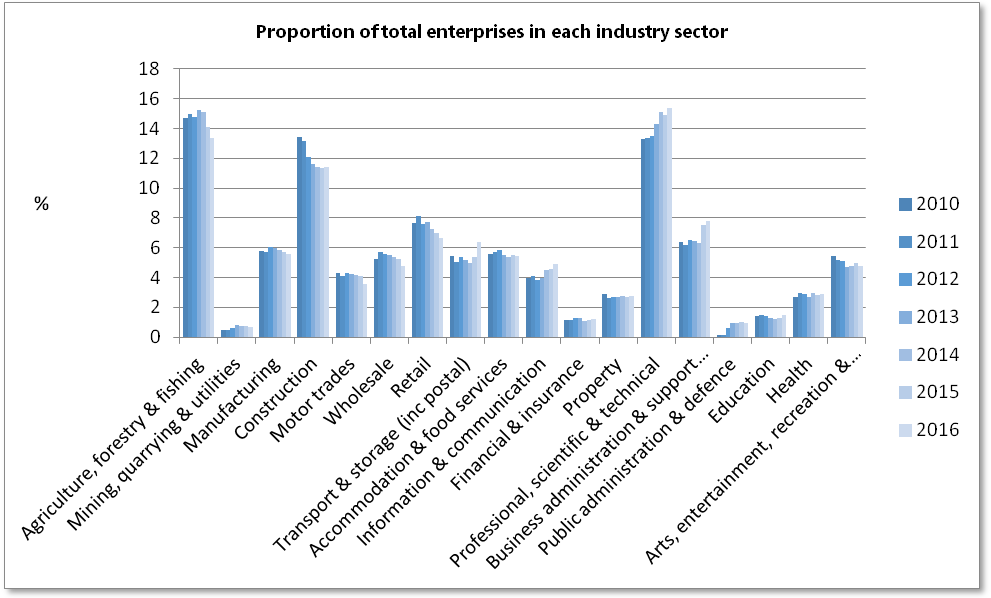 Proportion of total enterprises in each industry sector
18
16
14
12
10
8
6
4
2
0
%
Agriculture, forestry & fishing
Mining, quarrying & utilities
Manufacturing
Construction
Motor trades
Wholesale
Retail
Transport & storage (inc postal)
Accommodation & food services
Information & communication
Financial & insurance
Property
Professional, scientific & technical
Business administration & support...
Public administration & defence
Education
Health
Arts, entertainment, recreation &...
2010
2011
2012
2013
2014
2015
2016